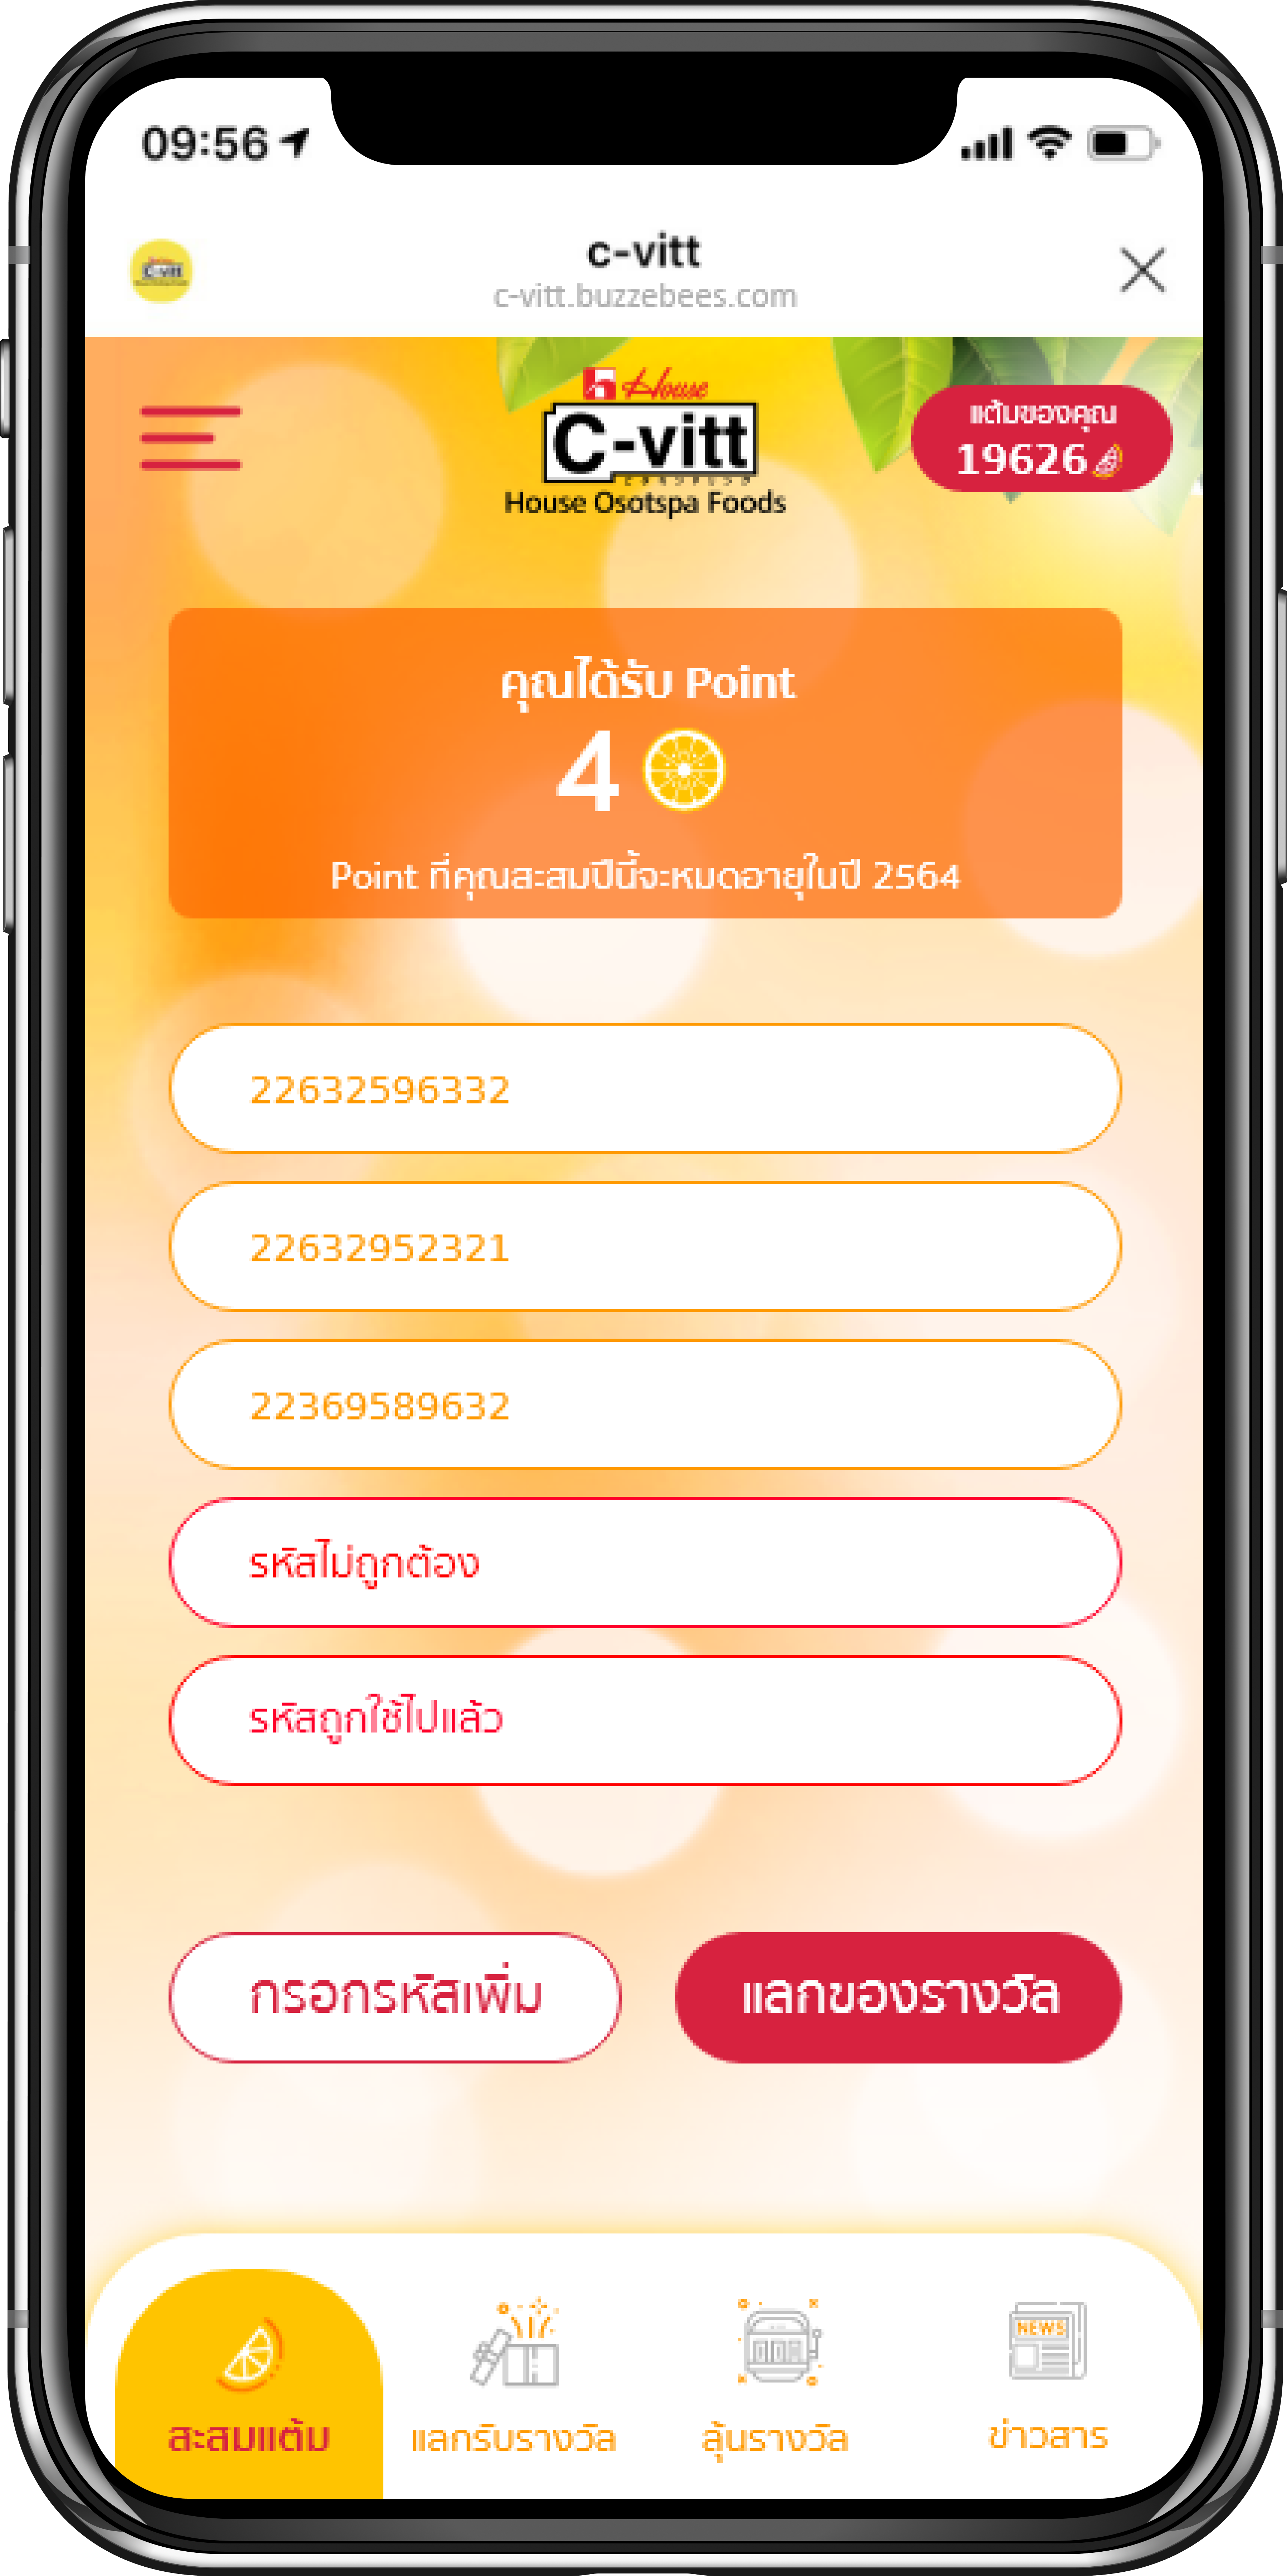 09:56
c-vitt
c-vitt.buzzebees.com
House
C-vitt
House Osotspa Foods
แต้มของคุณ
19626
คุณได้รับ Point
4
Point ที่คุณสะสมปีนี้จะหมดอายุในปี 2564
22632596332
22632952321
22369589632
รหัสไม่ถูกต้อง
รหัสถูกใช้ไปแล้ว
กรอกรหัสเพิ่ม
แลกของรางวัล
NEWS
สะสมแต้ม
แลกรับรางวัล
ลุ้นรางวัล
ข่าวสาร